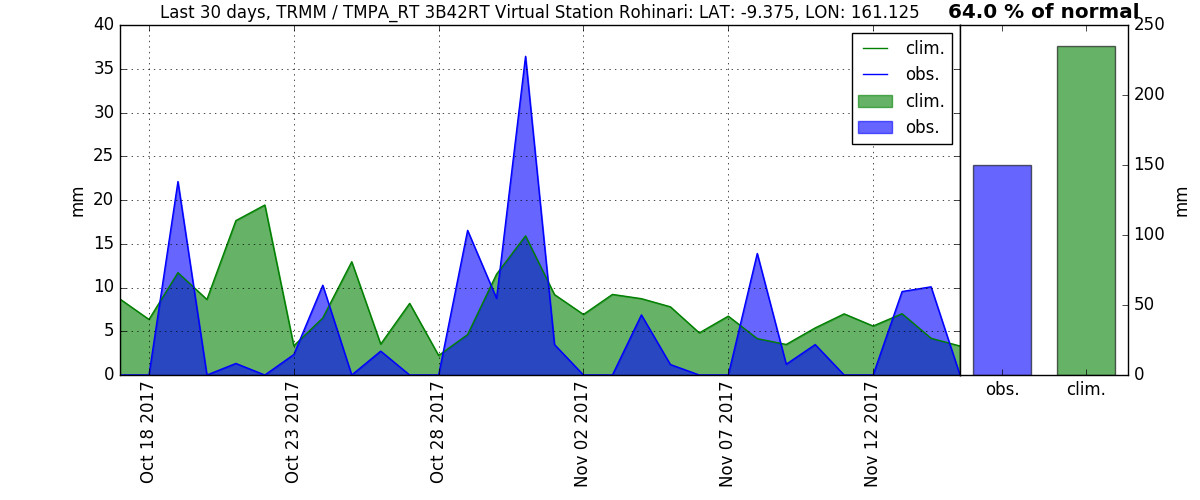 Last 30 days, TRMM / TMPA_RT 3B42RT Virtual Station Rohinari: LAT: -9.375, LON: 161.125
64.0 % of normal
40
35
30
25
20
15
10
5
0
mm
clim.
obs.
clim.
obs.
Oct 18 2017
Oct 23 2017
Oct 28 2017
Nov 02 2017
Nov 07 2017
Nov 12 2017
250
200
150
100
50
0
mm
obs.
clim.